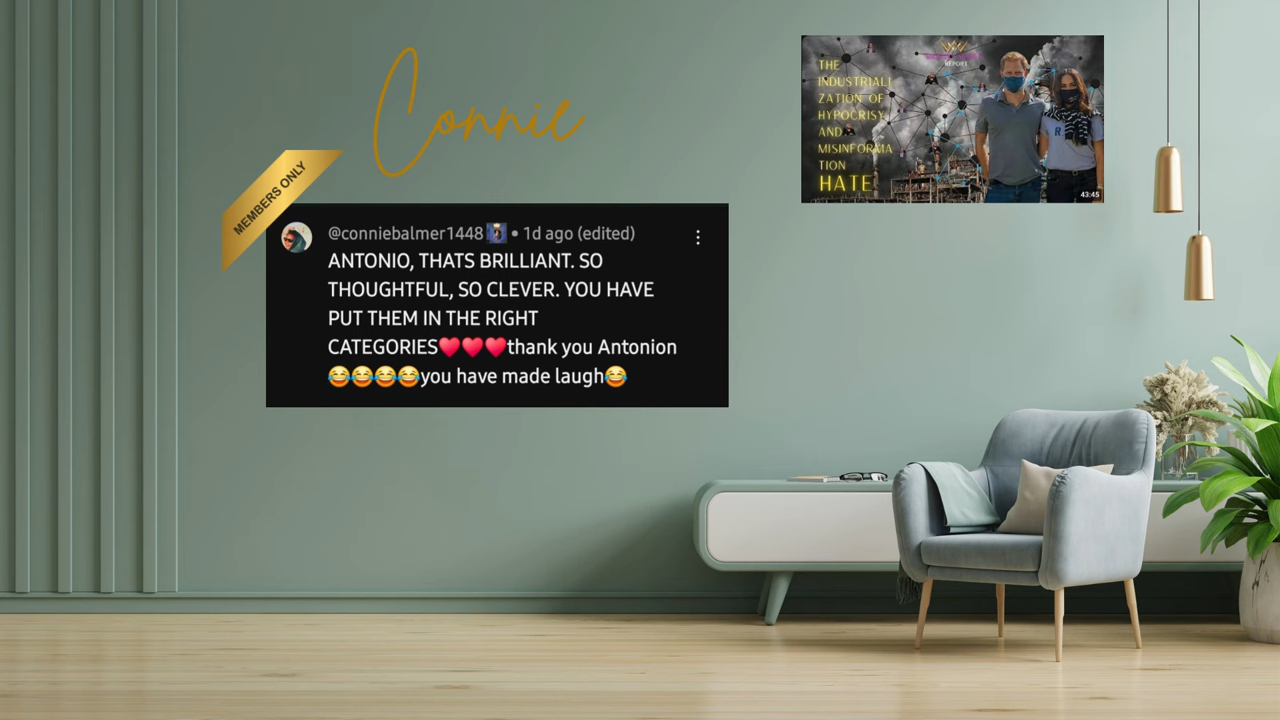 Connie
MEMBERS ONLY
@conniebalmer1448 • 1d ago (edited)
ANTONIO, THATS BRILLIANT. SO
THOUGHTFUL, SO CLEVER. YOU HAVE
PUT THEM IN THE RIGHT
CATEGORIES♥️♥️♥️thank you Antonion
😂😂😂😂you have made laugh😂
REPORT
THE
INDUSTRIALI
ZATION OF
HYPOCRISY
AND
MISINFORMA
TION
HATE
R
43:45